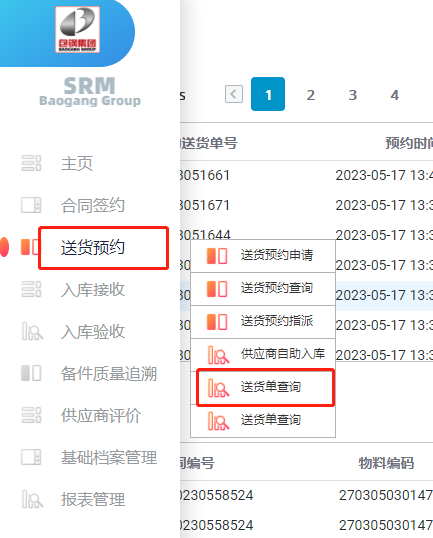 包钢集团
BAOGANG GROUP
SRM
Baogang Group
s
1 2 3 4
主页
合同签约
送货预约
入库接收
入库验收
备件质量追溯
供应商评价
基础档案管理
报表管理
送货单号 预约时间
3051661 2023-05-17 13:4
3051671 2023-05-17 13:3
3051644 2023-05-17 13:3
30 2023-05-17 13:3
30 2023-05-17 13:3
30 2023-05-17 13:3
30 2023-05-17 13:3
送货预约申请
送货预约查询
送货预约指派
供应商自助入库
送货单查询
送货单查询
编号 物料编码
0230558524 270305030147
0230558524 270305030147